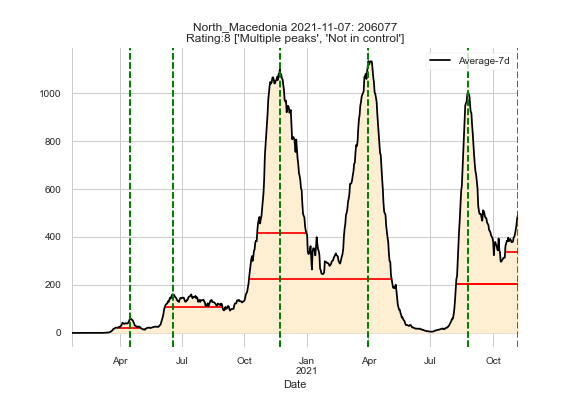 North_Macedonia 2021-11-07: 206077
Rating:8 ['Multiple peaks', 'Not in control']
Average-7d
1000
800
600
400
200
0
Apr Jul Oct Jan Apr Jul Oct
2021
Date